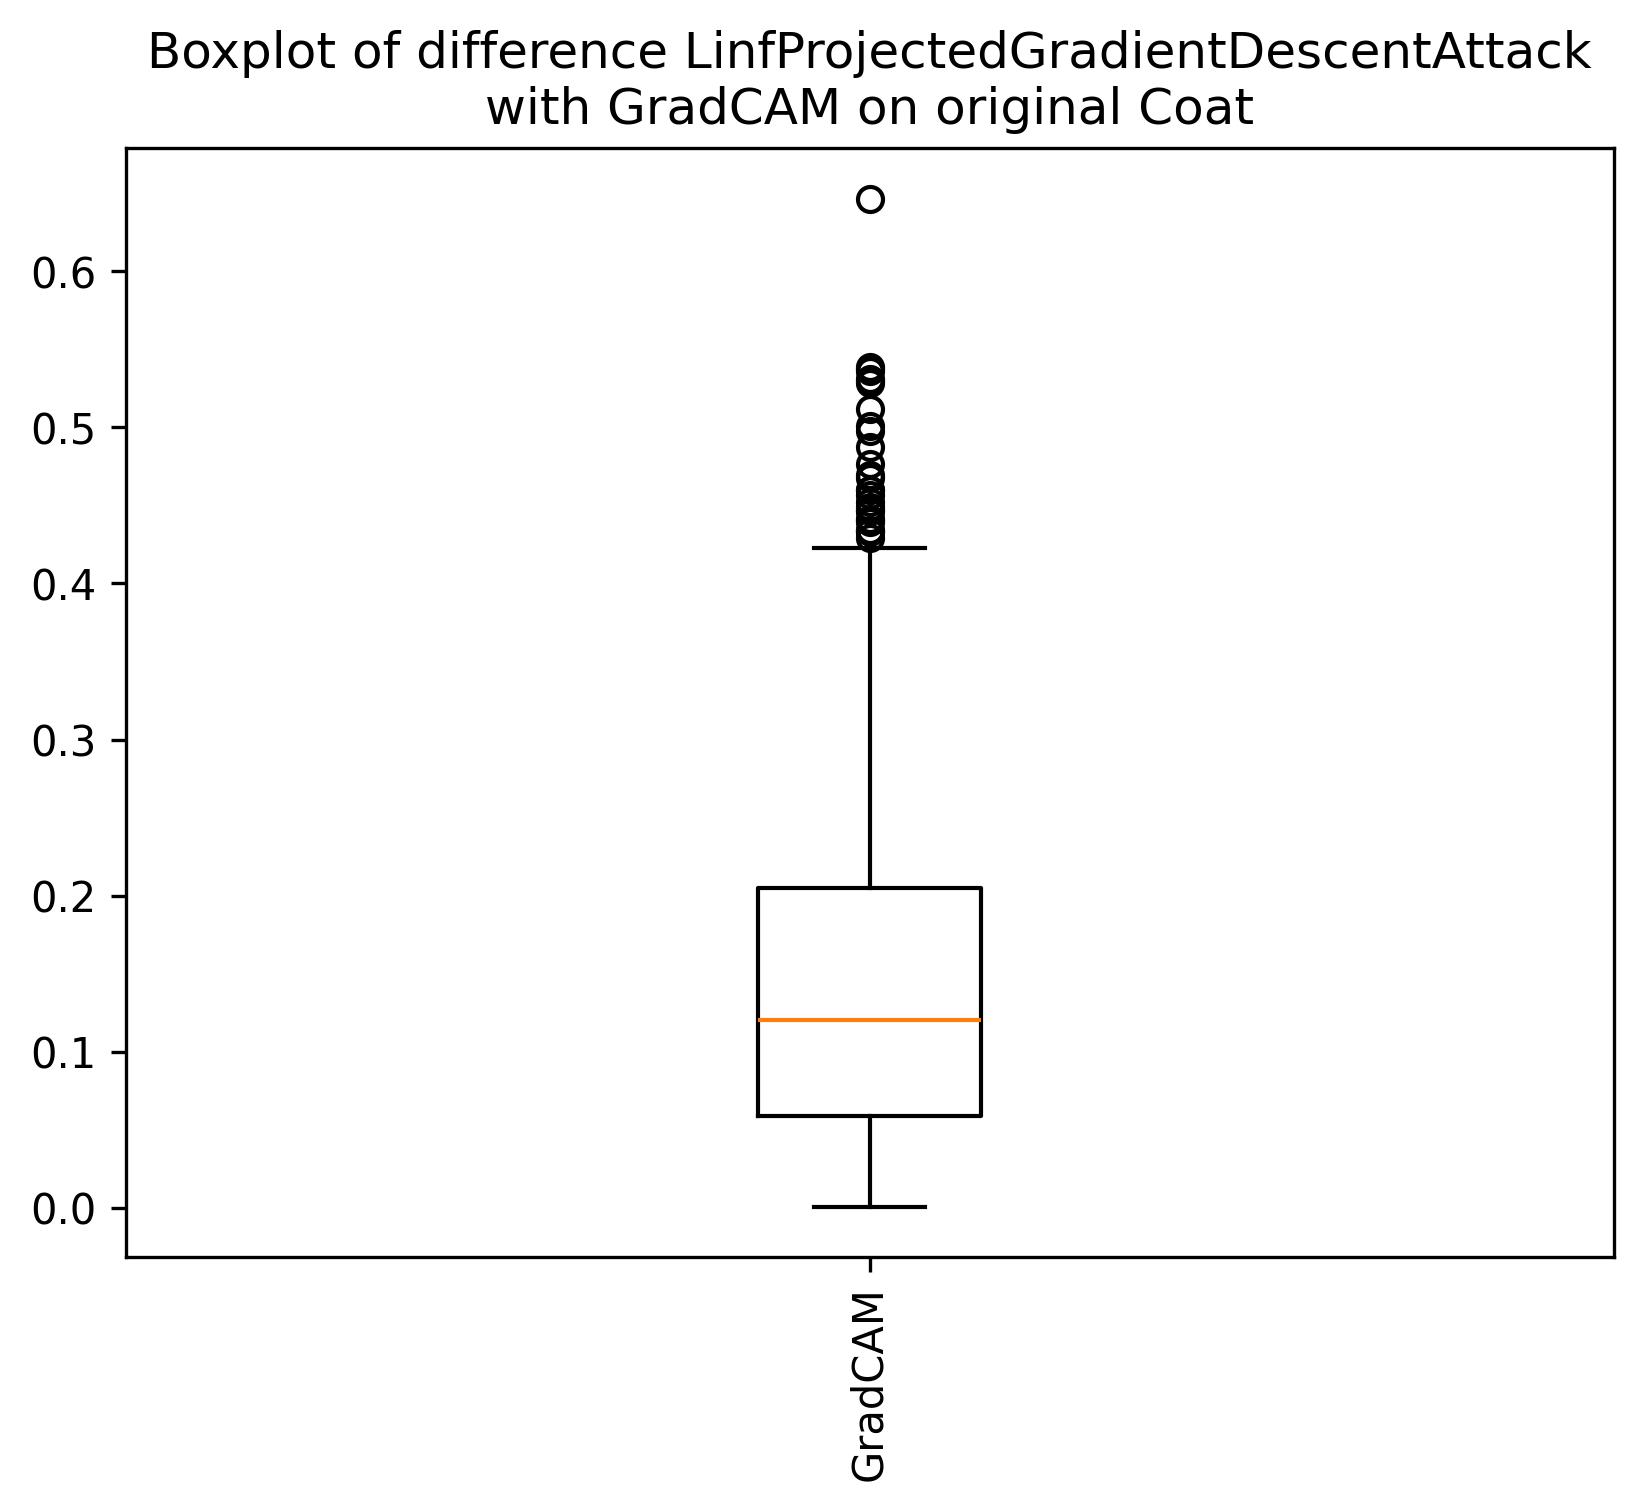 Boxplot of difference LinfProjectedGradientDescentAttack
with GradCAM on original Coat
0.6
0.5
0.4
0.3
0.2
0.1
0.0
GradCAM